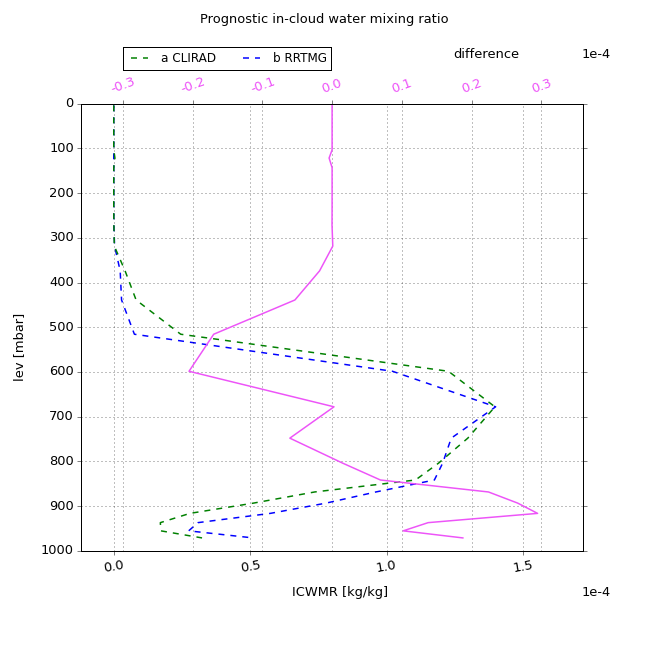 Prognostic in-cloud water mixing ratio
a CLIRAD b RRTMG
difference 1e-4
-0.3 -0.2 -0.1 0.0 0.1 0.2 0.3
0
100
200
300
400
500
600
700
800
900
1000
lev [mbar]
0.0 0.5 1.0 1.5
ICWMR [kg/kg] 1e-4